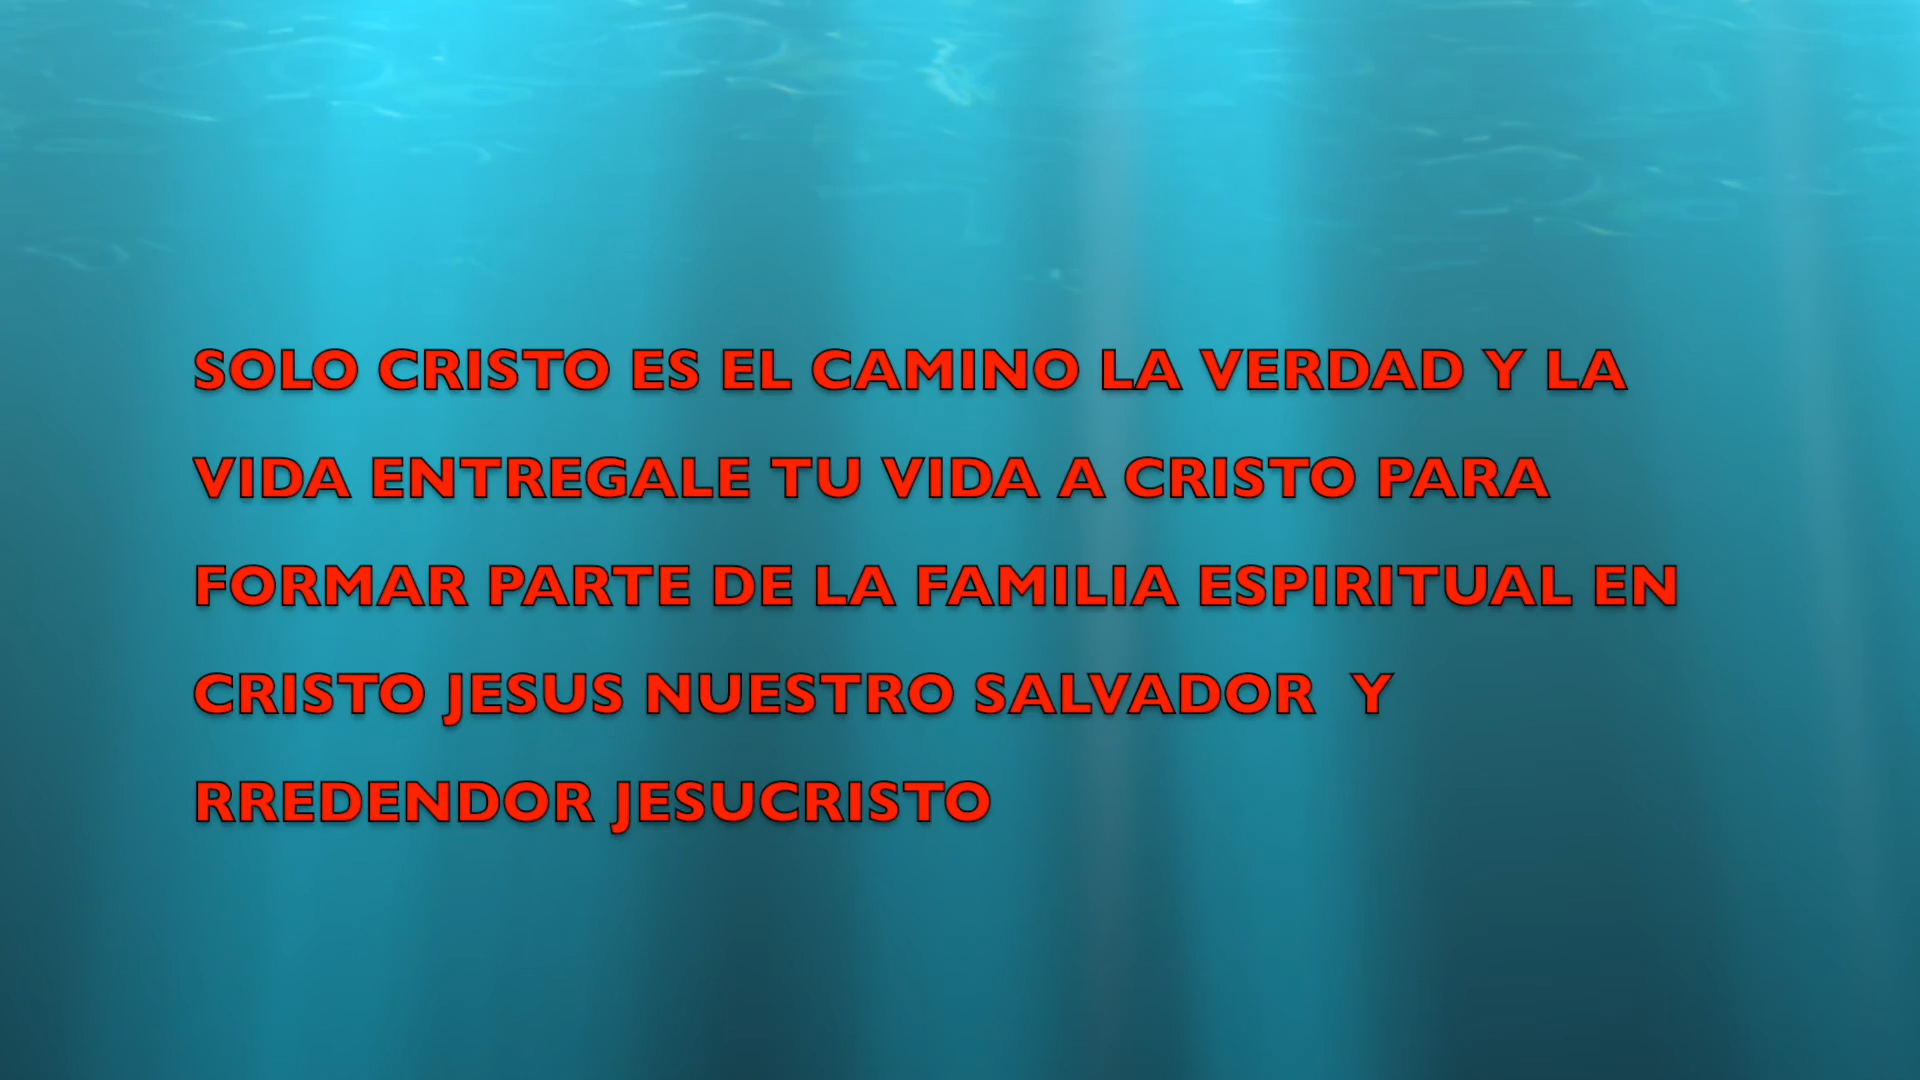 SOLO CRISTO ES EL CAMINO LA VERDAD Y LA
VIDA ENTREGALE TU VIDA A CRISTO PARA
FORMAR PARTE DE LA FAMILIA ESPIRITUAL EN
CRISTO JESUS NUESTRO SALVADOR  Y
RREDENDOR JESUCRISTO